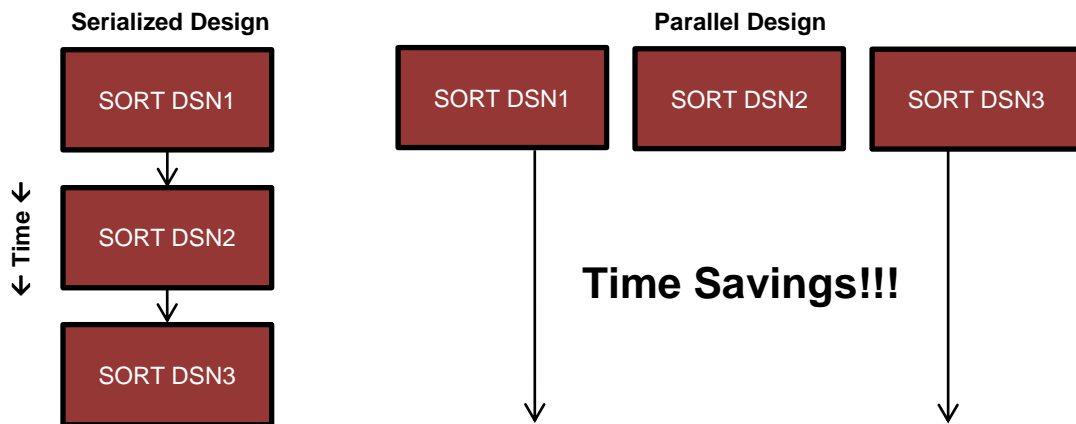 Serialized Design
SORT DSN1
SORT DSN2
SORT DSN3
← Time ←
Parallel Design
SORT DSN1
SORT DSN2
SORT DSN3
Time Savings!!!